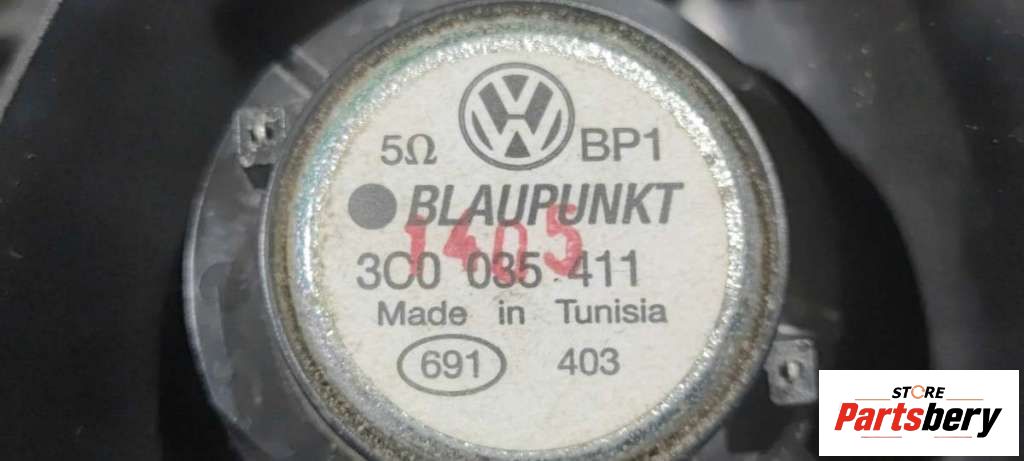 5Ω VW BP1
BLAUPUNKT
1405
3C0 035 411
Made in Tunisia
691 403
STORE
Partsbery